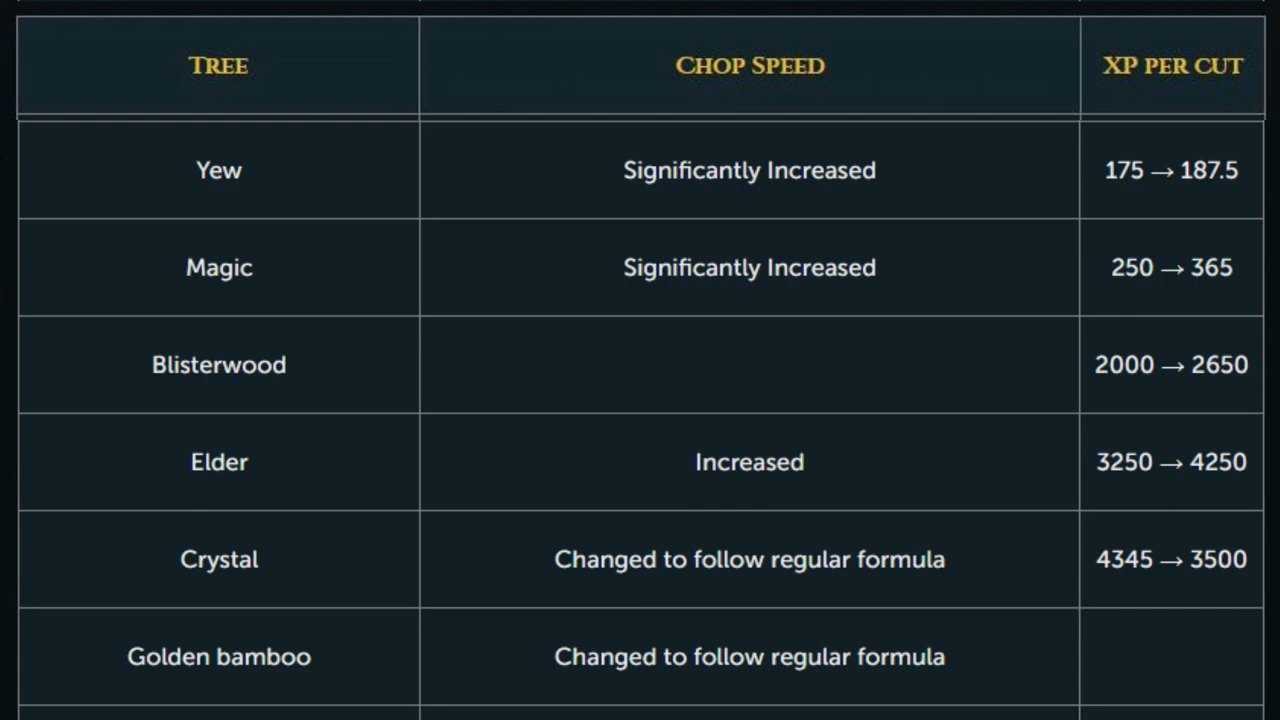 Tree Chop Speed XP per cut
Yew Significantly Increased 175 → 187.5
Magic Significantly Increased 250 → 365
Blisterwood 2000 → 2650
Elder Increased 3250 → 4250
Crystal Changed to follow regular formula 4345 → 3500
Golden bamboo Changed to follow regular formula